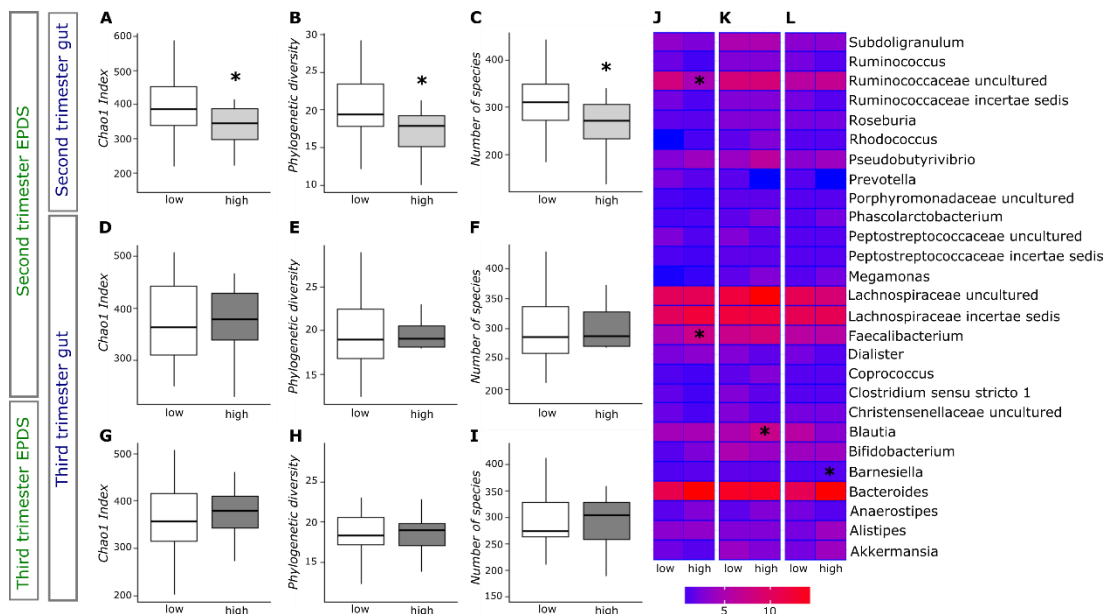 Second trimester EPDS
Third trimester EPDS
Second trimester gut
Third trimester gut
A
Chao1 Index
600
500
400
300
200
*
low high
B
Phylogenetic diversity
30
25
20
15
10
*
low high
C
Number of species
400
300
200
*
low high
D
Chao1 Index
500
400
300
low high
E
Phylogenetic diversity
25
20
15
low high
F
Number of species
400
350
300
250
200
low high
G
Chao1 Index
500
400
300
200
low high
H
Phylogenetic diversity
25
20
15
low high
I
Number of species
400
350
300
250
200
150
low high
J K L
Subdoligranulum
Ruminococcus
* Ruminococcaceae uncultured
Ruminococcaceae incertae sedis
Roseburia
Rhodococcus
Pseudobutyrivibrio
Prevotella
Porphyromonadaceae uncultured
Phascolarctobacterium
Peptostreptococcaceae uncultured
Peptostreptococcaceae incertae sedis
Megamonas
Lachnospiraceae uncultured
Lachnospiraceae incertae sedis
* Faecalibacterium
Dialister
Coprococcus
Clostridium sensu stricto 1
Christensenellaceae uncultured
* Blautia
Bifidobacterium
* Barnesiella
Bacteroides
Anaerostipes
Alistipes
Akkermansia
low high low high low high
5 10